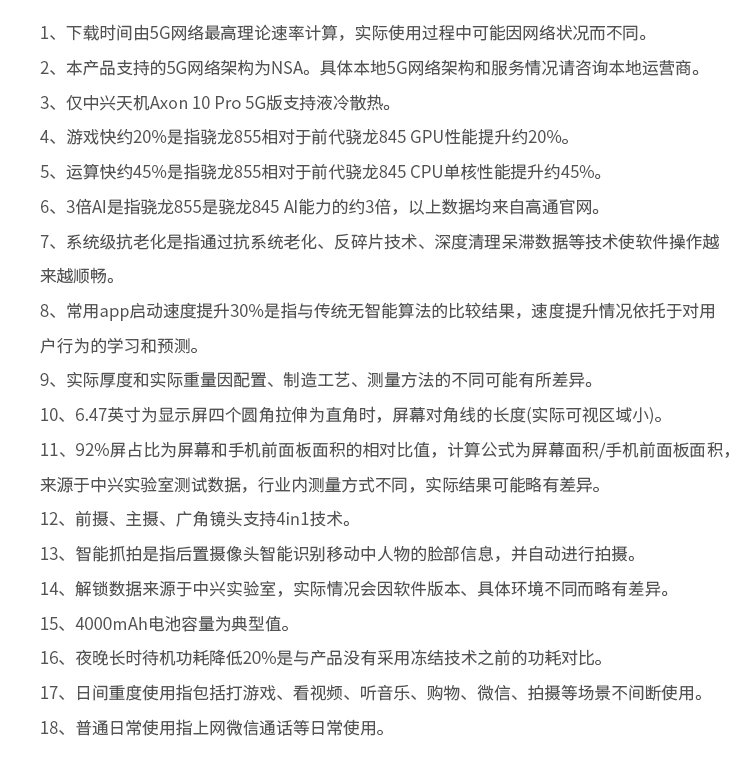 1、下载时间由5G网络最高理论速率计算，实际使用过程中可能因网络状况而不同。
2、本产品支持的5G网络架构为NSA。具体本地5G网络架构和服务情况请咨询本地运营商。
3、仅中兴天机Axon 10 Pro 5G版支持液冷散热。
4、游戏快约20%是指骁龙855相对于前代骁龙845 GPU性能提升约20%。
5、运算快约45%是指骁龙855相对于前代骁龙845 CPU单核性能提升约45%。
6、3倍AI是指骁龙855是骁龙845 AI能力的约3倍，以上数据均来自高通官网。
7、系统级抗老化是指通过抗系统老化、反碎片技术、深度清理呆滞数据等技术使软件操作越
来越顺畅。
8、常用app启动速度提升30%是指与传统无智能算法的比较结果，速度提升情况依托于对用
户行为的学习和预测。
9、实际厚度和实际重量因配置、制造工艺、测量方法的不同可能有所差异。
10、6.47英寸为显示屏四个圆角拉伸为直角时，屏幕对角线的长度(实际可视区域小)。
11、92%屏占比为屏幕和手机前面板面积的相对比值，计算公式为屏幕面积/手机前面板面积，
来源于中兴实验室测试数据，行业内测量方式不同，实际结果可能略有差异。
12、前摄、主摄、广角镜头支持4in1技术。
13、智能抓拍是指后置摄像头智能识别移动中人物的脸部信息，并自动进行拍摄。
14、解锁数据来源于中兴实验室，实际情况会因软件版本、具体环境不同而略有差异。
15、4000mAh电池容量为典型值。
16、夜晚长时待机功耗降低20%是与产品没有采用冻结技术之前的功耗对比。
17、日间重度使用指包括打游戏、看视频、听音乐、购物、微信、拍摄等场景不间断使用。
18、普通日常使用指上网微信通话等日常使用。